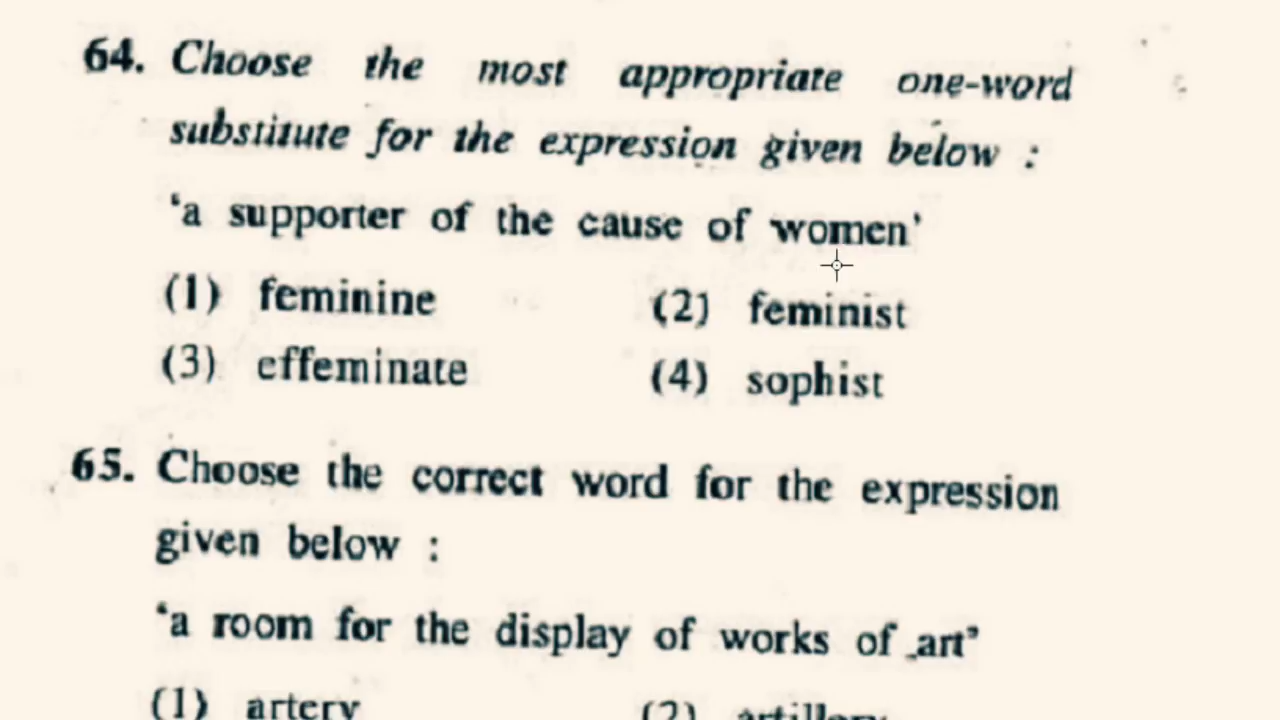 64. Choose the most appropriate one-word
substitute for the expression given below :
‘a supporter of the cause of women’
(1) feminine (2) feminist
(3) effeminate (4) sophist
65. Choose the correct word for the expression
given below :
‘a room for the display of works of art’
(1) artery (2) artillery